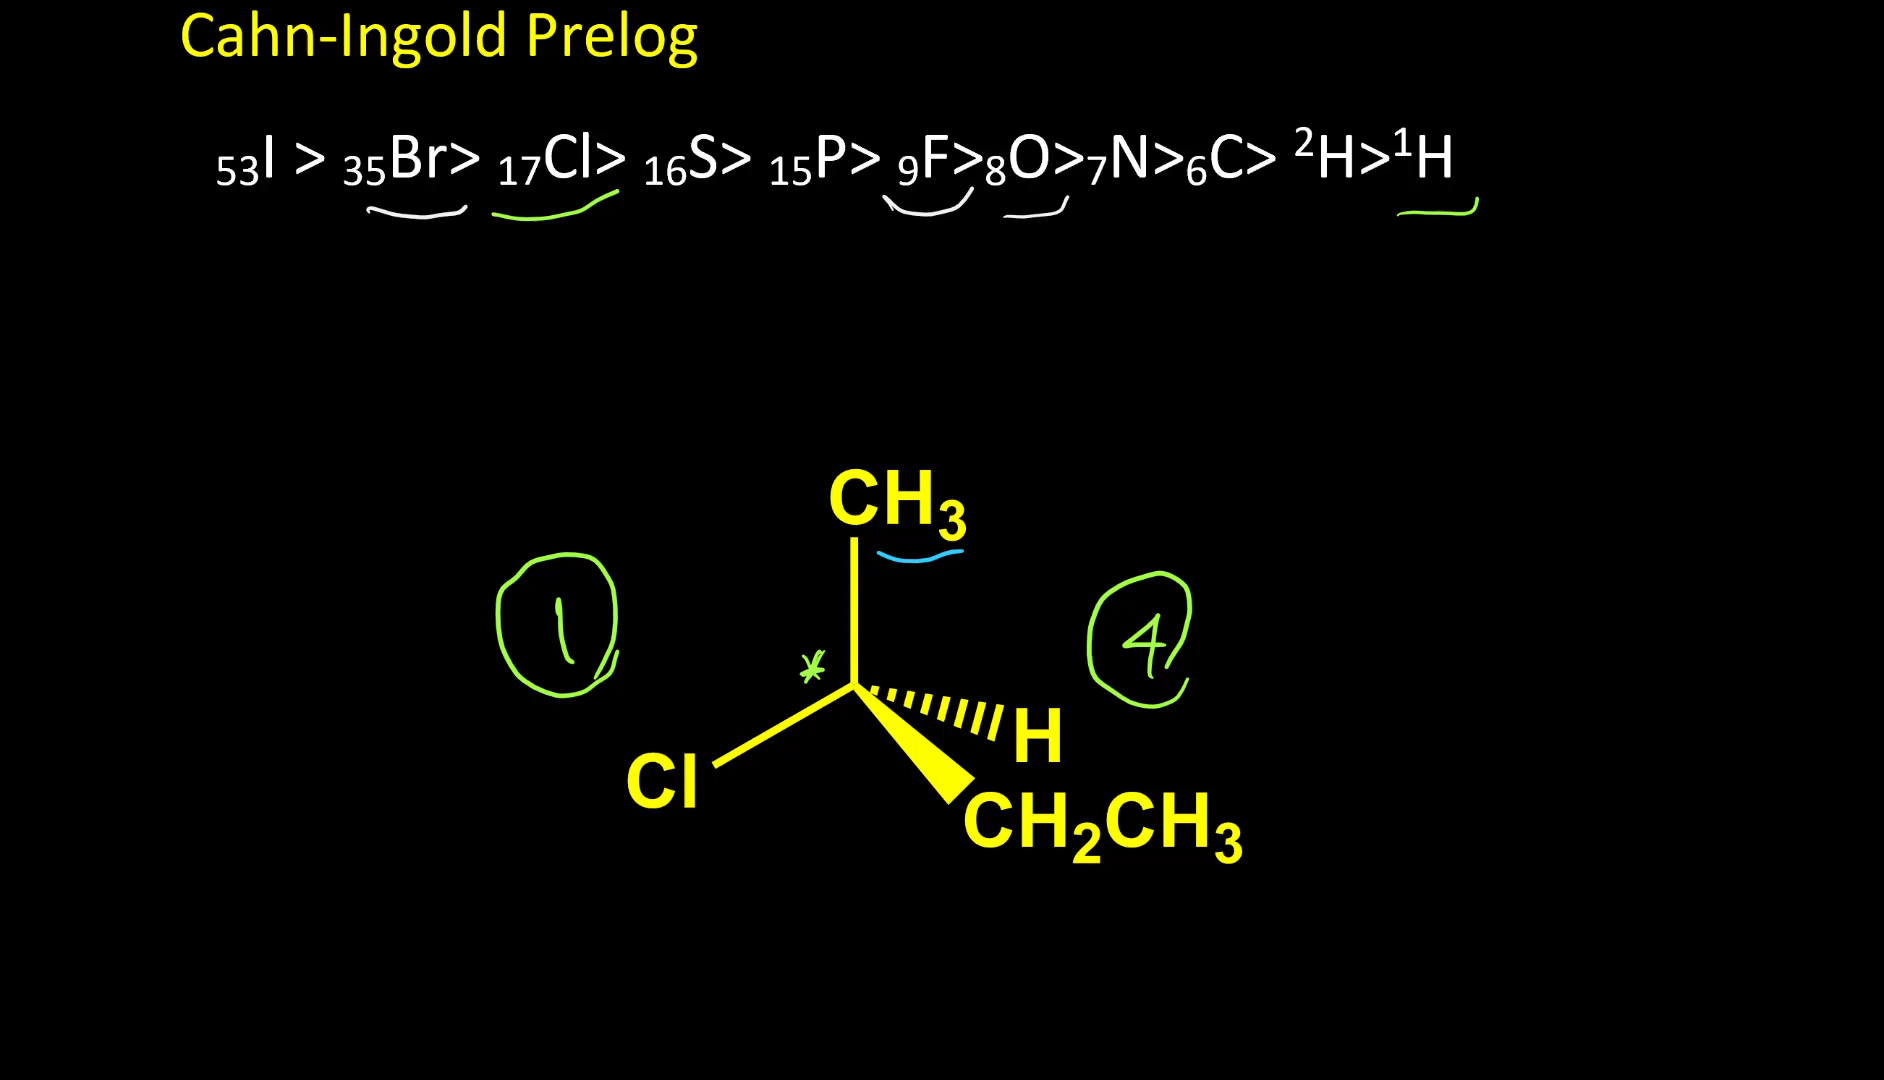 Cahn-Ingold Prelog
₅₃I > ₃₅Br> ₁₇Cl> ₁₆S> ₁₅P> ₉F>₈O>₇N>₆C> ²H>¹H
CH₃
1
4
*
H
Cl
CH₂CH₃